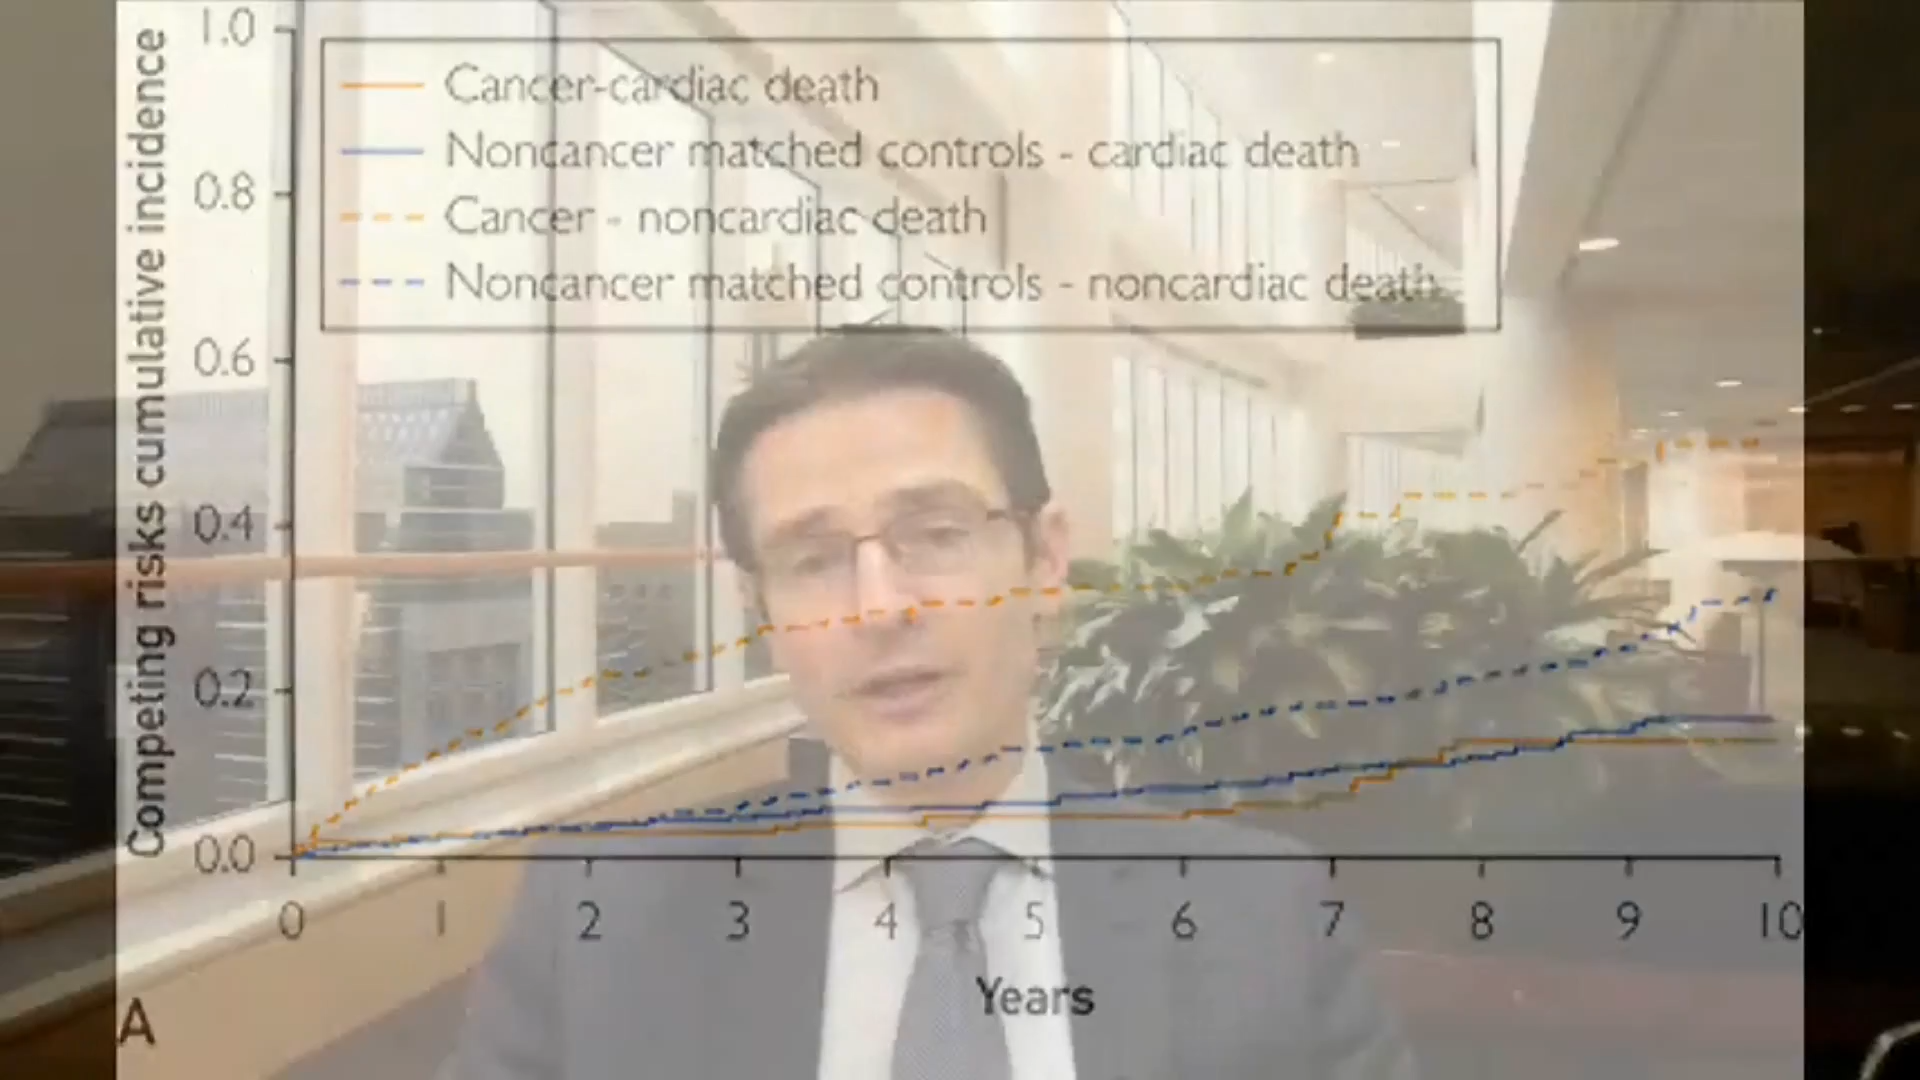 Competing risks cumulative incidence
1.0
0.8
0.6
0.4
0.2
0.0
Cancer-cardiac death
Noncancer matched controls - cardiac death
Cancer - noncardiac death
Noncancer matched controls - noncardiac death
0 1 2 3 4 5 6 7 8 9 10
Years
A